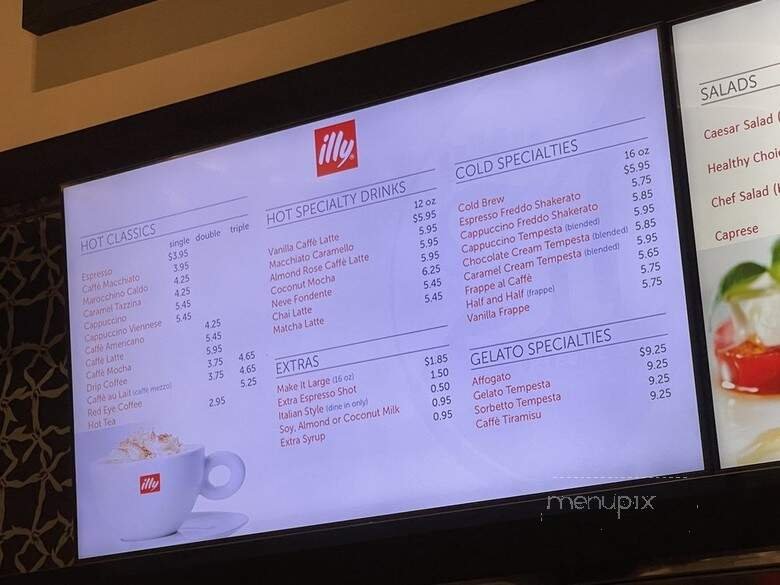 illy
HOT CLASSICS
single double triple
Espresso $3.95
Caffé Macchiato 3.95
Marocchino Caldo 4.25
Caramel Tazzina 4.25
Cappuccino 5.45
Cappuccino Viennese 5.45
Caffè Americano 4.25
Caffè Latte 5.45
Caffè Mocha 5.95
Drip Coffee 3.75 4.65
Caffè au Lait (caffè mezzo) 3.75 4.65
Red Eye Coffee 5.25
Hot Tea 2.95
illy
HOT SPECIALTY DRINKS
12 oz
Vanilla Caffè Latte $5.95
Macchiato Caramello 5.95
Almond Rose Caffè Latte 5.95
Coconut Mocha 5.95
Neve Fondente 6.25
Chai Latte 5.45
Matcha Latte 5.45
EXTRAS
Make It Large (16 oz) $1.85
Extra Espresso Shot 1.50
Italian Style (dine in only) 0.50
Soy, Almond or Coconut Milk 0.95
Extra Syrup 0.95
COLD SPECIALTIES
16 oz
Cold Brew $5.95
Espresso Freddo Shakerato 5.75
Cappuccino Freddo Shakerato 5.85
Cappuccino Tempesta (blended) 5.95
Chocolate Cream Tempesta (blended) 5.85
Caramel Cream Tempesta (blended) 5.95
Frappe al Caffè 5.65
Half and Half (frappe) 5.75
Vanilla Frappe 5.75
GELATO SPECIALTIES
Affogato $9.25
Gelato Tempesta 9.25
Sorbetto Tempesta 9.25
Caffè Tiramisu 9.25
SALADS
Caesar Salad (
Healthy Choi
Chef Salad (
Caprese
menupix